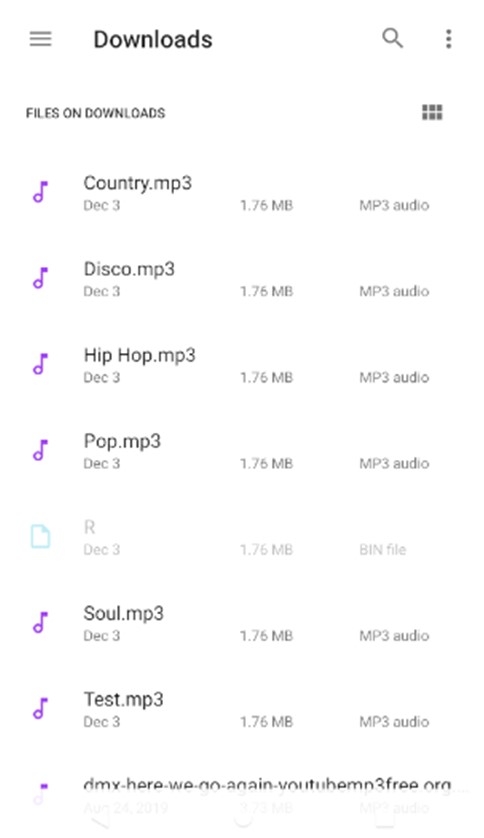 Downloads
FILES ON DOWNLOADS
Country.mp3
Dec 3 1.76 MB MP3 audio
Disco.mp3
Dec 3 1.76 MB MP3 audio
Hip Hop.mp3
Dec 3 1.76 MB MP3 audio
Pop.mp3
Dec 3 1.76 MB MP3 audio
R
Dec 3 1.76 MB BIN file
Soul.mp3
Dec 3 1.76 MB MP3 audio
Test.mp3
Dec 3 1.76 MB MP3 audio
dmx-here-we-go-again-youtubemp3free.org...
Aug 24, 2019 3.73 MB MP3 audio